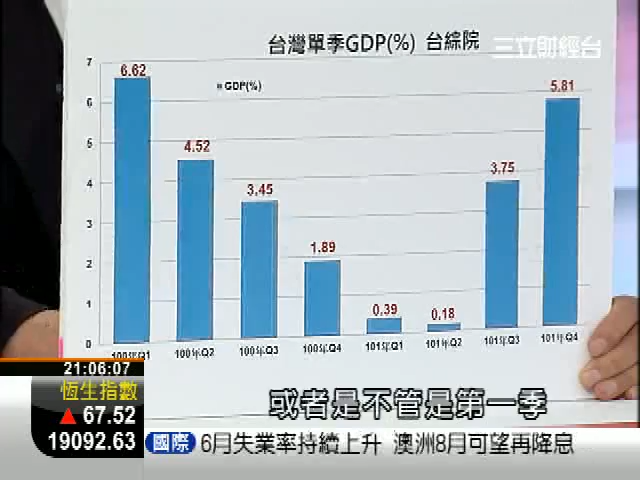 台灣單季GDP(%) 台綜院
三立財經台
GDP(%)
7
6
5
4
3
2
1
0
6.62
4.52
3.45
1.89
0.39
0.18
3.75
5.81
100年Q1
100年Q2
100年Q3
100年Q4
101年Q1
101年Q2
101年Q3
101年Q4
或者是不管是第一季
21:06:07
恆生指數
▲67.52
19092.63
國際 6月失業率持續上升 澳洲8月可望再降息